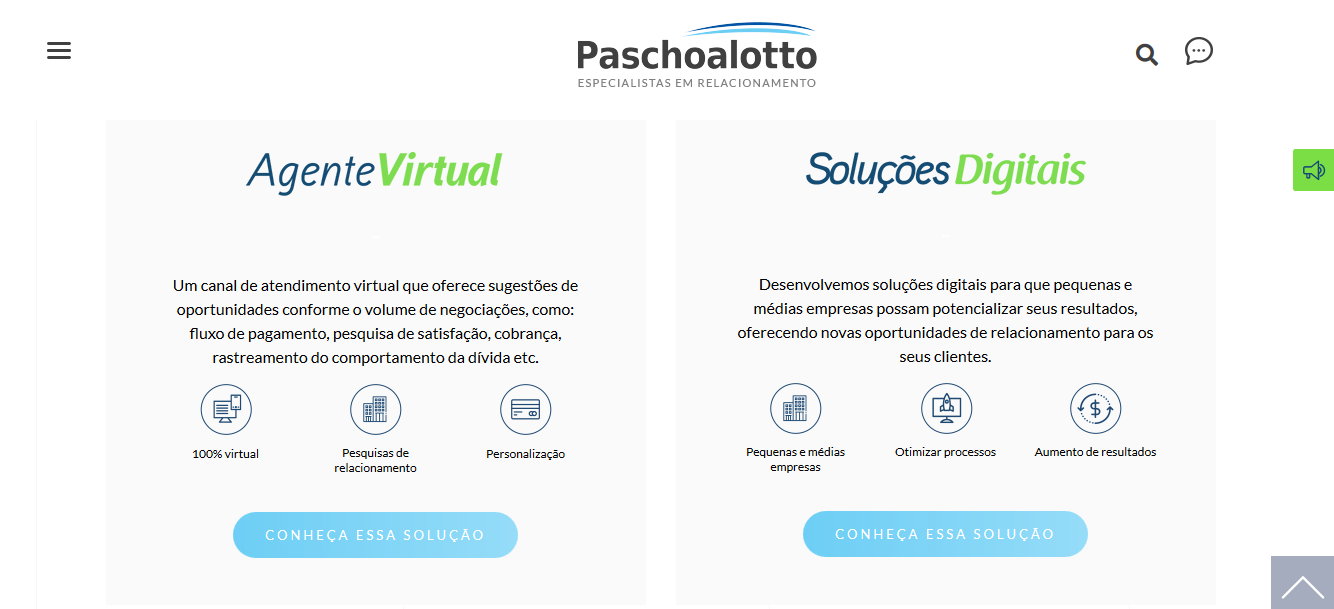 Paschoalotto
ESPECIALISTAS EM RELACIONAMENTO
AgenteVirtual
Um canal de atendimento virtual que oferece sugestões de
oportunidades conforme o volume de negociações, como:
fluxo de pagamento, pesquisa de satisfação, cobrança,
rastreamento do comportamento da dívida etc.
100% virtual
Pesquisas de
relacionamento
Personalização
CONHEÇA ESSA SOLUÇÃO
Soluções Digitais
Desenvolvemos soluções digitais para que pequenas e
médias empresas possam potencializar seus resultados,
oferecendo novas oportunidades de relacionamento para os
seus clientes.
Pequenas e médias
empresas
Otimizar processos
Aumento de resultados
CONHEÇA ESSA SOLUÇÃO